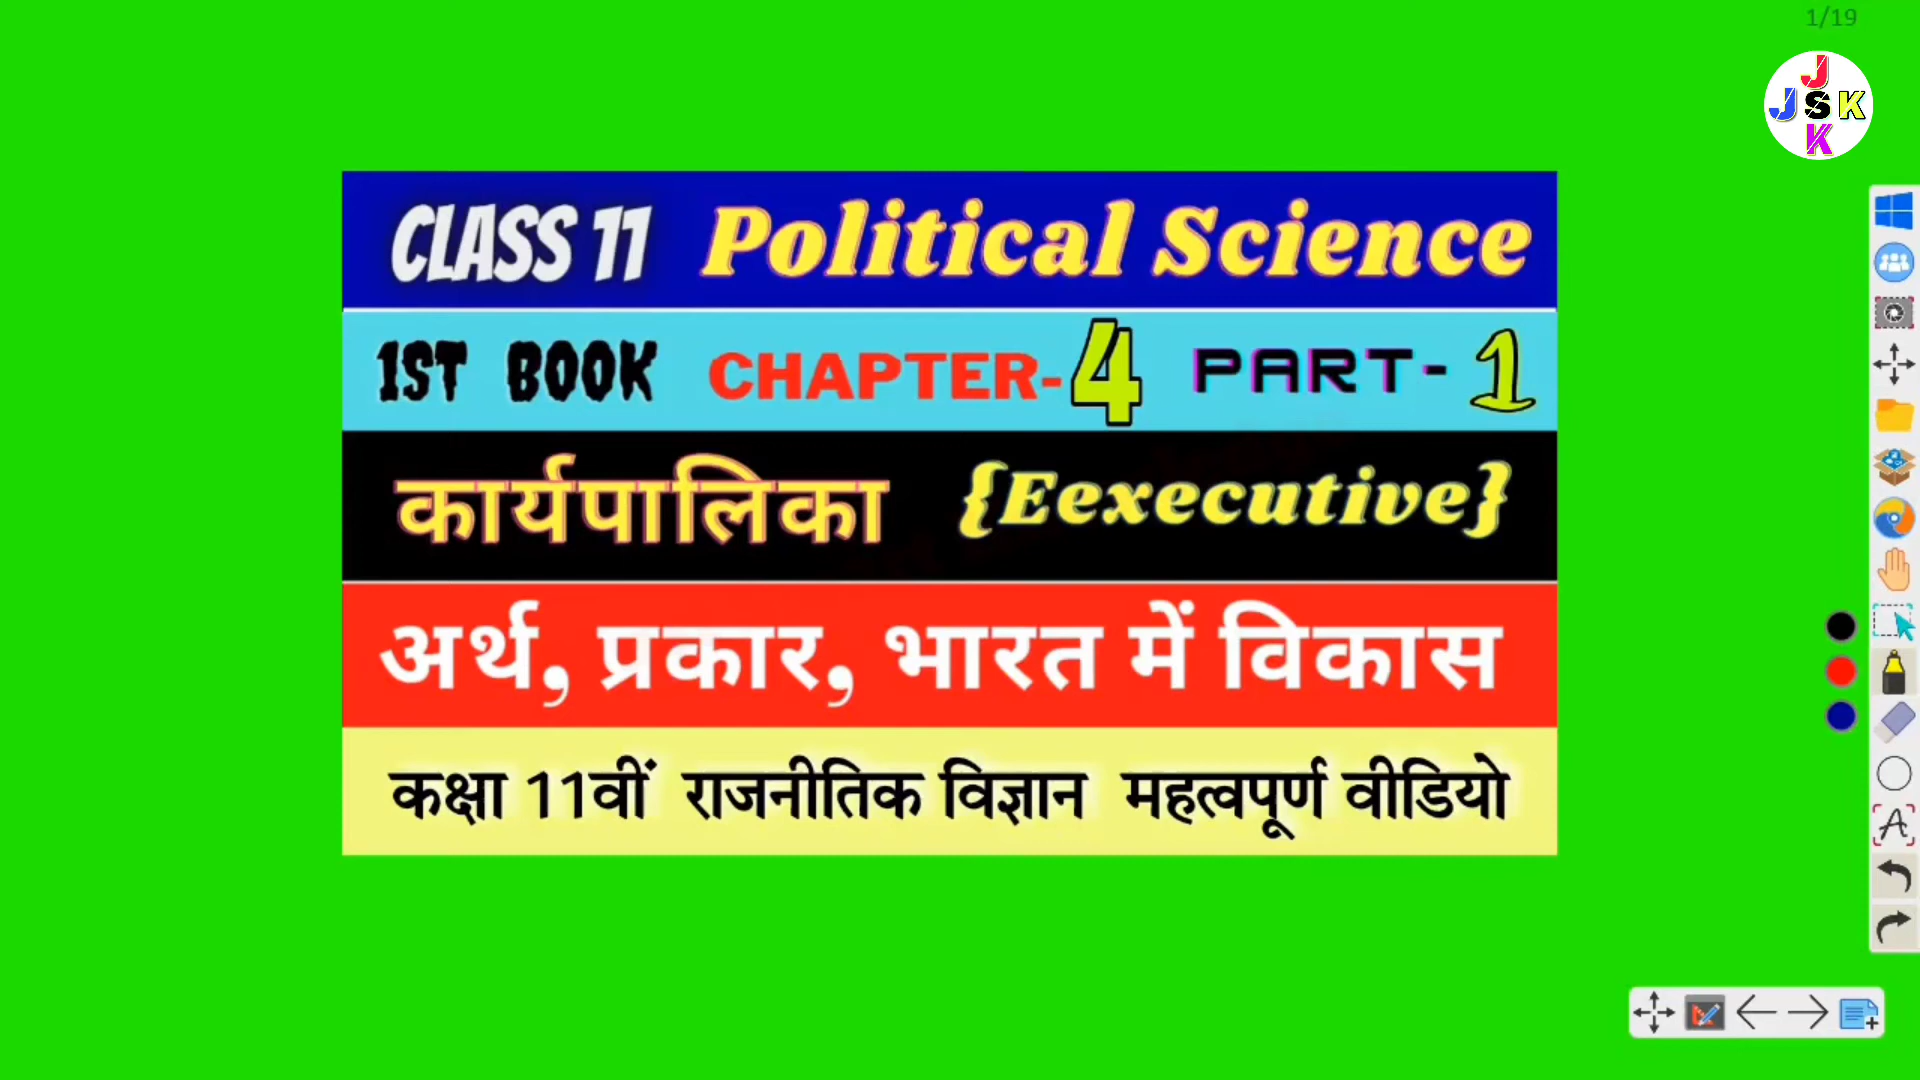 1/19
J
JSK
K
CLASS 11 Political Science
1ST BOOK CHAPTER-4 PART-1
कार्यपालिका {Eexecutive}
अर्थ, प्रकार, भारत में विकास
कक्षा 11वीं राजनीतिक विज्ञान महत्वपूर्ण वीडियो
A